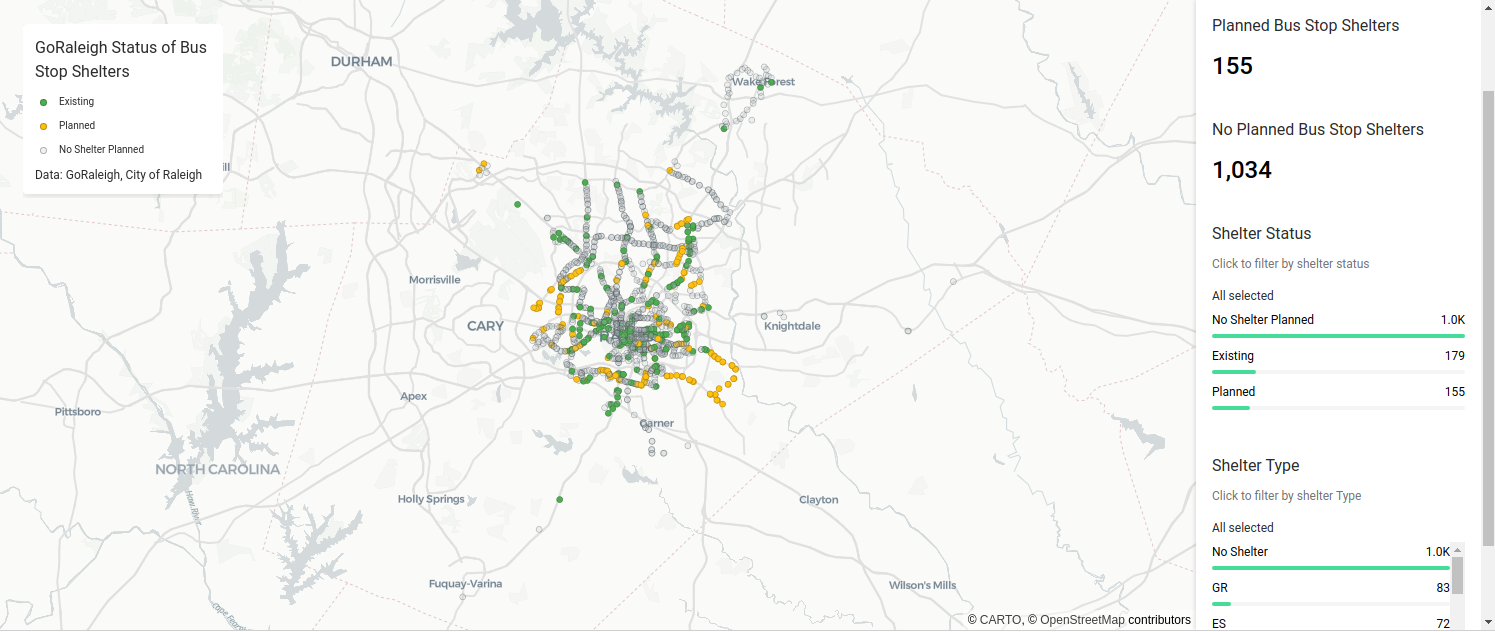 GoRaleigh Status of Bus
Stop Shelters
Existing
Planned
No Shelter Planned
Data: GoRaleigh, City of Raleigh
DURHAM
Wake Forest
Morrisville
CARY
Knightdale
Apex
Pittsboro
Garner
NORTH CAROLINA
Haw River
Holly Springs
Clayton
Fuquay-Varina
Wilson's Mills
© CARTO, © OpenStreetMap contributors
Planned Bus Stop Shelters
155
No Planned Bus Stop Shelters
1,034
Shelter Status
Click to filter by shelter status
All selected
No Shelter Planned 1.0K
Existing 179
Planned 155
Shelter Type
Click to filter by shelter Type
All selected
No Shelter 1.0K
GR 83
ES 72